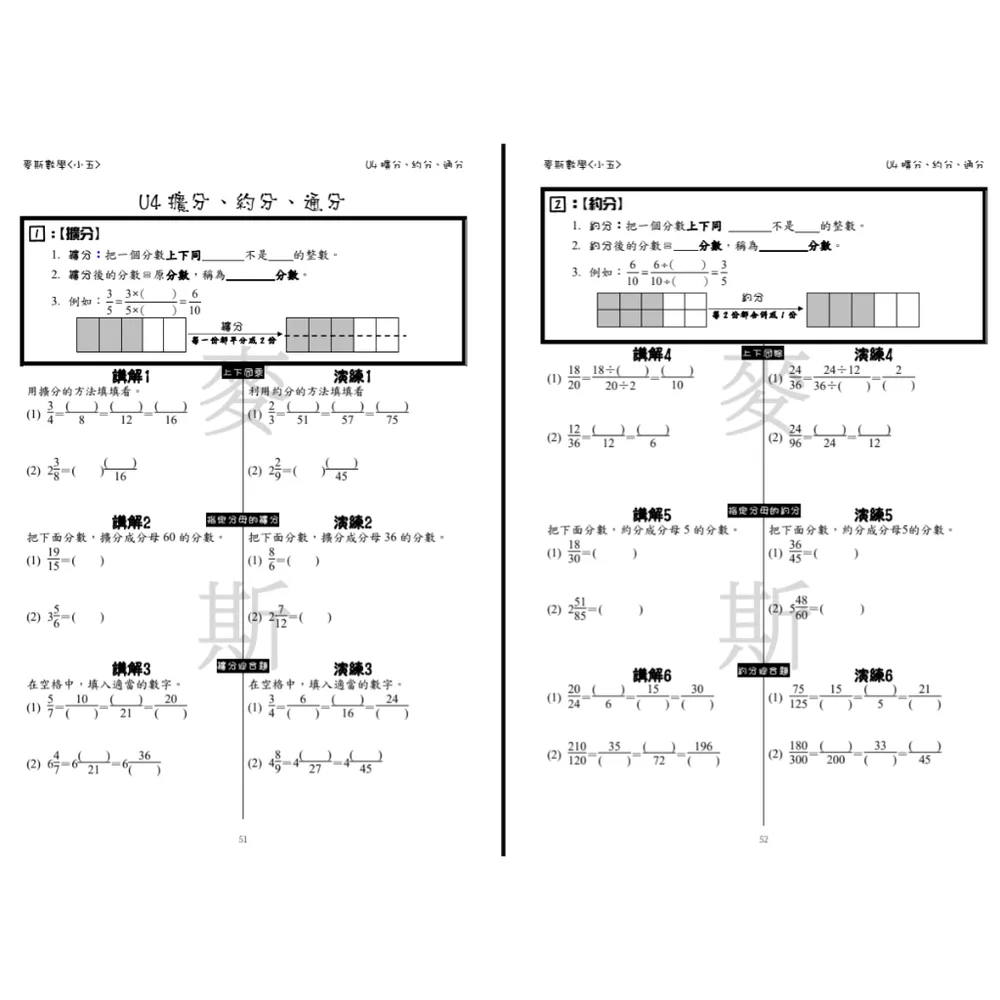 麥斯數學<小五>
U4 擴分、約分、通分
U4 擴分、約分、通分
1：【擴分】
1. 擴分：把一個分數上下同______不是____的整數。
2. 擴分後的分數=原分數，稱為________分數。
3. 例如：3/5=3×( )/5×( )=6/10
擴分
每一份都平分成2份
麥
斯
上下同乘
講解1
演練1
用擴分的方法填填看。
利用約分的方法填填看
(1) 3/4=( )/8=( )/12=( )/16
(1) 2/3=( )/51=( )/57=( )/75
(2) 2 3/8=( )( )/16
(2) 2 2/9=( )( )/45
指定分母的擴分
講解2
演練2
把下面分數，擴分成分母 60 的分數。
把下面分數，擴分成分母 36 的分數。
(1) 19/15=( )
(1) 8/6=( )
(2) 3 5/6=( )
(2) 2 7/12=( )
擴分綜合題
講解3
演練3
在空格中，填入適當的數字。
在空格中，填入適當的數字。
(1) 5/7=10/( )=( )/21=20/( )
(1) 3/4=6/( )=( )/16=24/( )
(2) 6 4/7=6 ( )/21=6 36/( )
(2) 4 8/9=4 ( )/27=4 ( )/45
51
麥斯數學<小五>
U4 擴分、約分、通分
2：【約分】
1. 約分：把一個分數上下同 ______不是____的整數。
2. 約分後的分數=____分數，稱為________分數。
3. 例如：6/10=6÷( )/10÷( )=3/5
約分
每2份都合併成1份
麥
斯
上下同除
講解4
演練4
(1) 18/20=18÷( )/20÷2=( )/10
(1) 24/36=24÷12/36÷( )=2/( )
(2) 12/36=( )/12=( )/6
(2) 24/96=( )/24=( )/12
指定分母的約分
講解5
演練5
把下面分數，約分成分母 5 的分數。
把下面分數，約分成分母5的分數。
(1) 18/30=( )
(1) 36/45=( )
(2) 2 51/85=( )
(2) 5 48/60=( )
約分綜合題
講解6
演練6
(1) 20/24=( )/6=15/( )=30/( )
(1) 75/125=15/( )=( )/5=21/( )
(2) 210/120=35/( )=( )/72=196/( )
(2) 180/300=( )/200=33/( )=( )/45
52